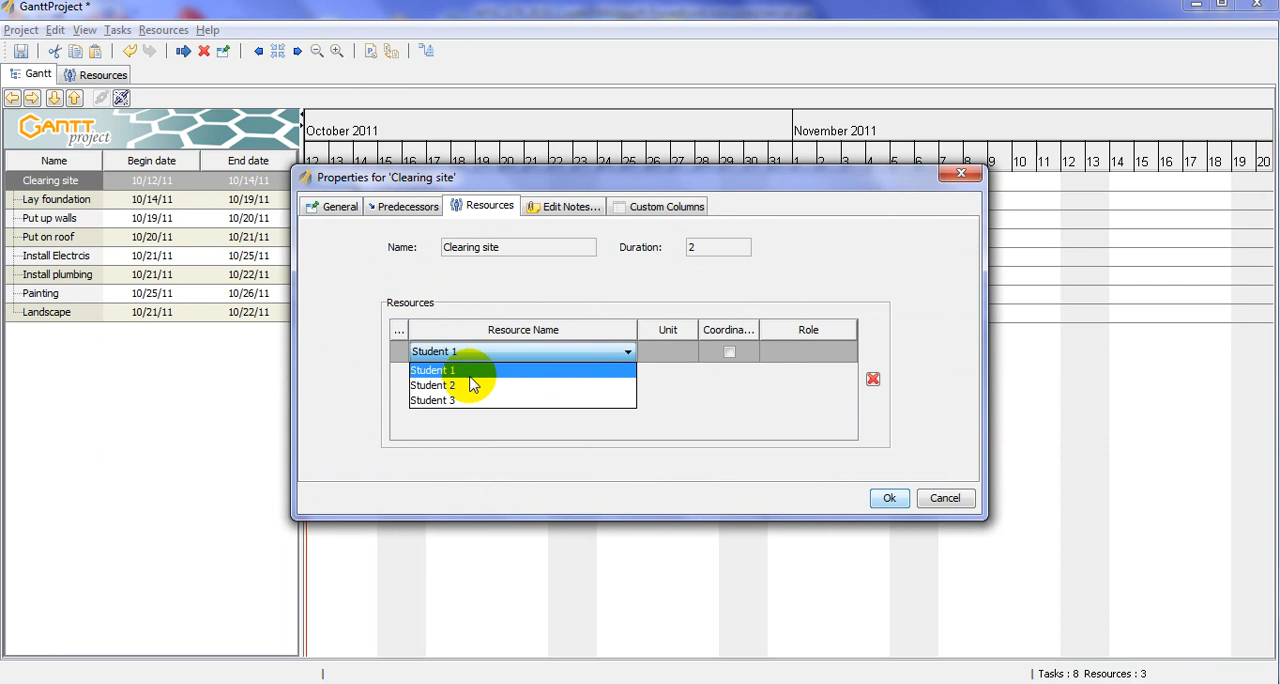 GanttProject *
Project Edit View Tasks Resources Help
Gantt Resources
GANTT project
October 2011 November 2011
Name Begin date End date
12 13 14 15 16 17 18 19 20 21 22 23 24 25 26 27 28 29 30 31 1 2 3 4 5 6 7 8 9 10 11 12 13 14 15 16 17 18 19 20
Clearing site 10/12/11 10/14/11
Lay foundation 10/14/11 10/19/11
Put up walls 10/19/11 10/20/11
Put on roof 10/20/11 10/21/11
Install Electrcis 10/21/11 10/25/11
Install plumbing 10/21/11 10/22/11
Painting 10/25/11 10/26/11
Landscape 10/21/11 10/22/11
Properties for 'Clearing site'
General Predecessors Resources Edit Notes... Custom Columns
Name: Clearing site Duration: 2
Resources
... Resource Name Unit Coordina... Role
Student 1
Student 1
Student 2
Student 3
Ok Cancel
Tasks : 8 Resources : 3